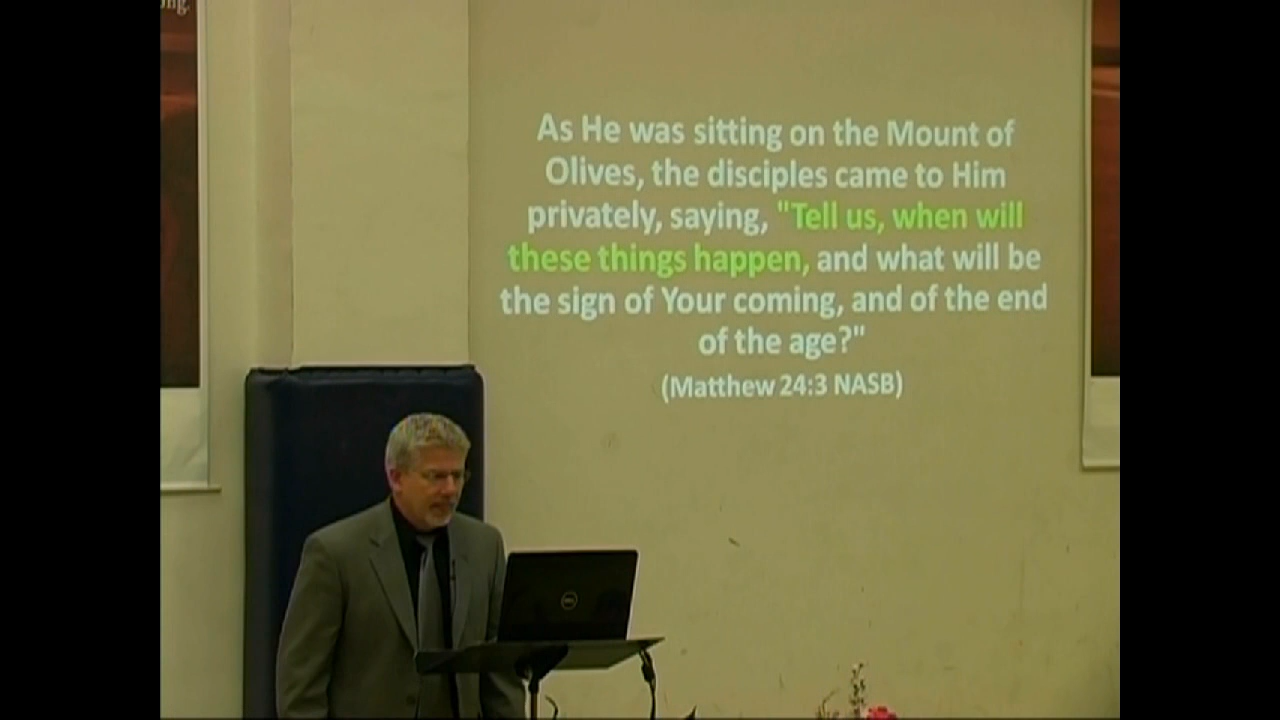 As He was sitting on the Mount of
Olives, the disciples came to Him
privately, saying, "Tell us, when will
these things happen, and what will be
the sign of Your coming, and of the end
of the age?"
(Matthew 24:3 NASB)
DELL